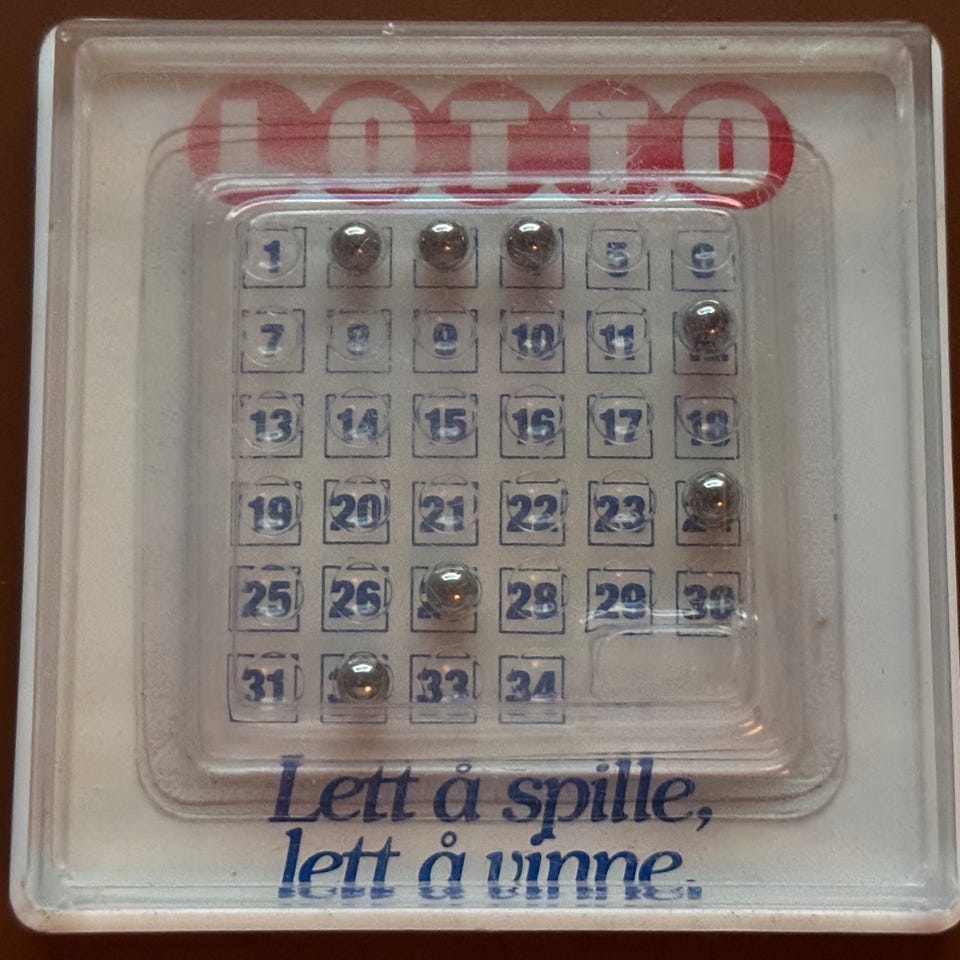 LOTTO
1 5 6
7 8 9 10 11
13 14 15 16 17 18
19 20 21 22 23
25 26 28 29 30
31 33 34
Lett å spille,
lett å vinne.